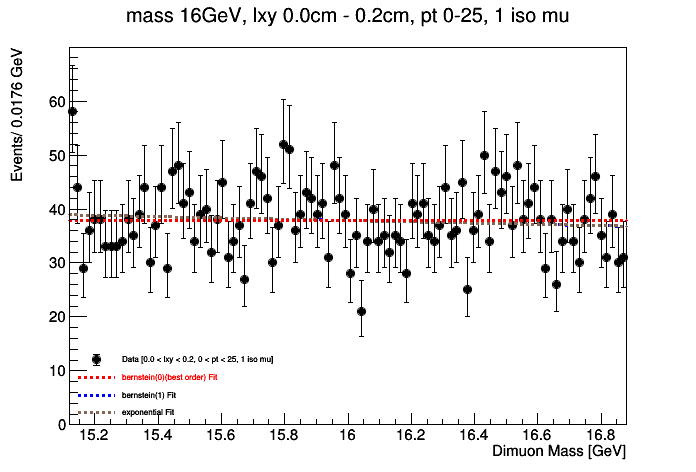 mass 16GeV, lxy 0.0cm - 0.2cm, pt 0-25, 1 iso mu
Events/ 0.0176 GeV
60
50
40
30
20
10
0
Data [0.0 < lxy < 0.2, 0 < pt < 25, 1 iso mu]
bernstein(0)(best order) Fit
bernstein(1) Fit
exponential Fit
15.2 15.4 15.6 15.8 16 16.2 16.4 16.6 16.8
Dimuon Mass [GeV]